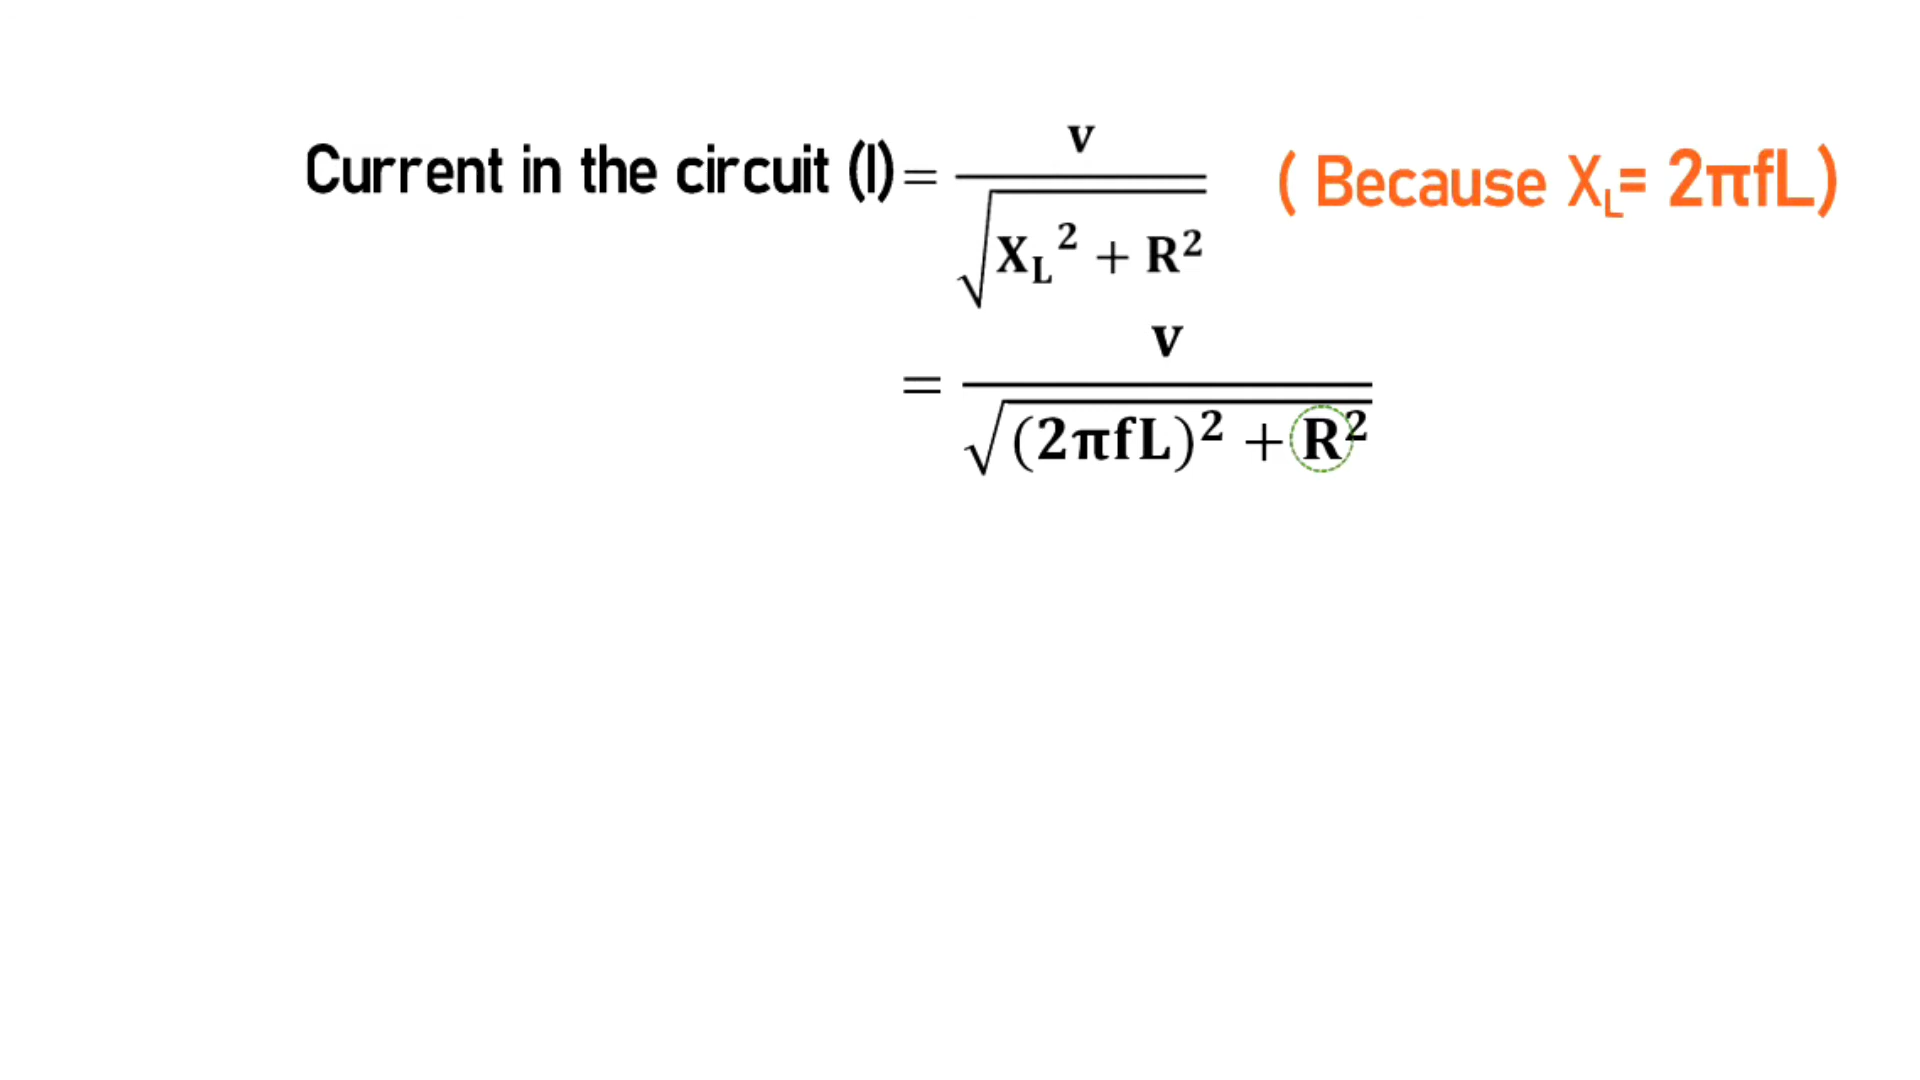 Current in the circuit (I) = v / √(X_L² + R²) ( Because X_L = 2πfL)
= v / √((2πfL)² + R²)